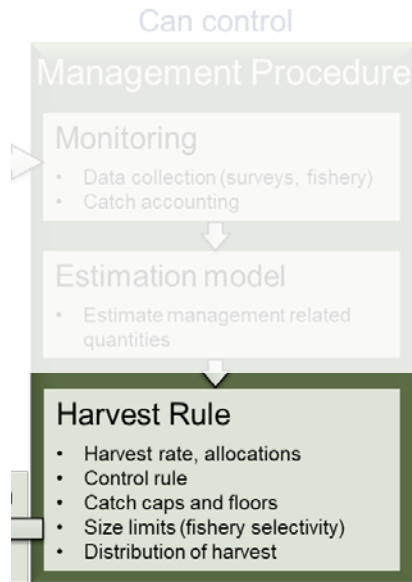 Can control
Management Procedure
Monitoring
• Data collection (surveys, fishery)
• Catch accounting
Estimation model
• Estimate management related
quantities
Harvest Rule
• Harvest rate, allocations
• Control rule
• Catch caps and floors
• Size limits (fishery selectivity)
• Distribution of harvest